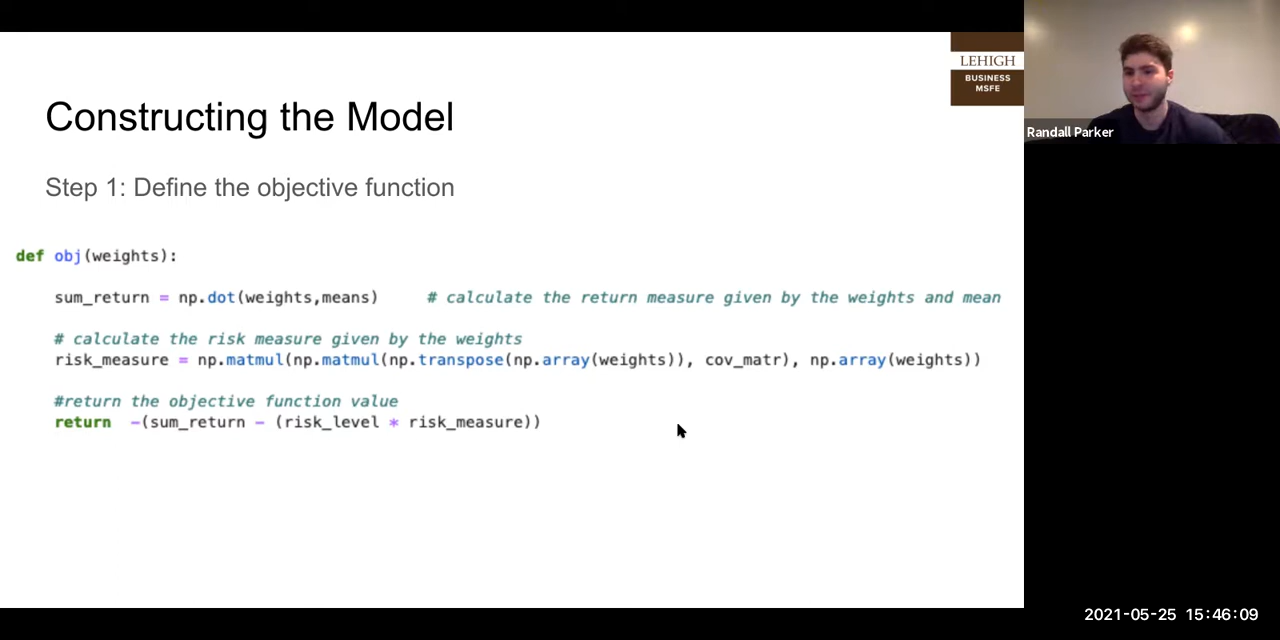 LEHIGH
BUSINESS
MSFE
Constructing the Model
Randall Parker
Step 1: Define the objective function
def obj(weights):
sum_return = np.dot(weights,means) # calculate the return measure given by the weights and mean
# calculate the risk measure given by the weights
risk_measure = np.matmul(np.matmul(np.transpose(np.array(weights)), cov_matr), np.array(weights))
#return the objective function value
return -(sum_return - (risk_level * risk_measure))
2021-05-25 15:46:09